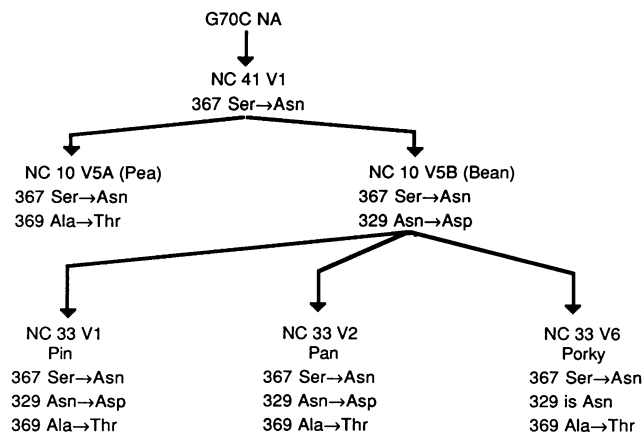 G70C NA
NC 41 V1
367 Ser→Asn
NC 10 V5A (Pea)
367 Ser→Asn
369 Ala→Thr
NC 10 V5B (Bean)
367 Ser→Asn
329 Asn→Asp
NC 33 V1
Pin
367 Ser→Asn
329 Asn→Asp
369 Ala→Thr
NC 33 V2
Pan
367 Ser→Asn
329 Asn→Asp
369 Ala→Thr
NC 33 V6
Porky
367 Ser→Asn
329 is Asn
369 Ala→Thr